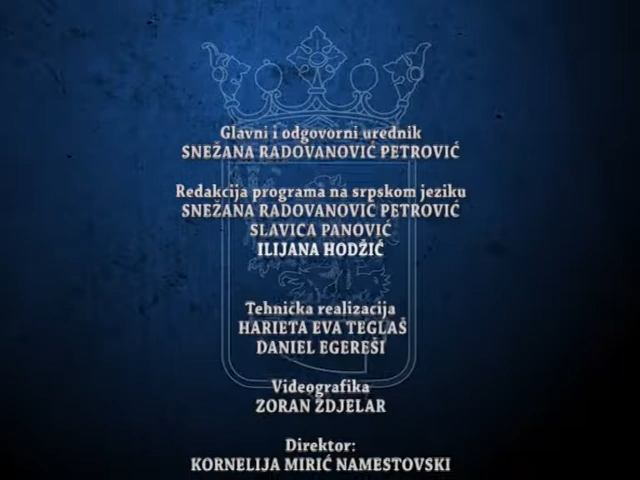 Glavni i odgovorni urednik
SNEŽANA RADOVANOVIĆ PETROVIĆ
Redakcija programa na srpskom jeziku
SNEŽANA RADOVANOVIĆ PETROVIĆ
SLAVICA PANOVIĆ
ILIJANA HODŽIĆ
Tehnička realizacija
HARIETA EVA TEGLAŠ
DANIEL EGEREŠI
Videografika
ZORAN ŽDJELAR
Direktor:
KORNELIJA MIRIĆ NAMESTOVSKI